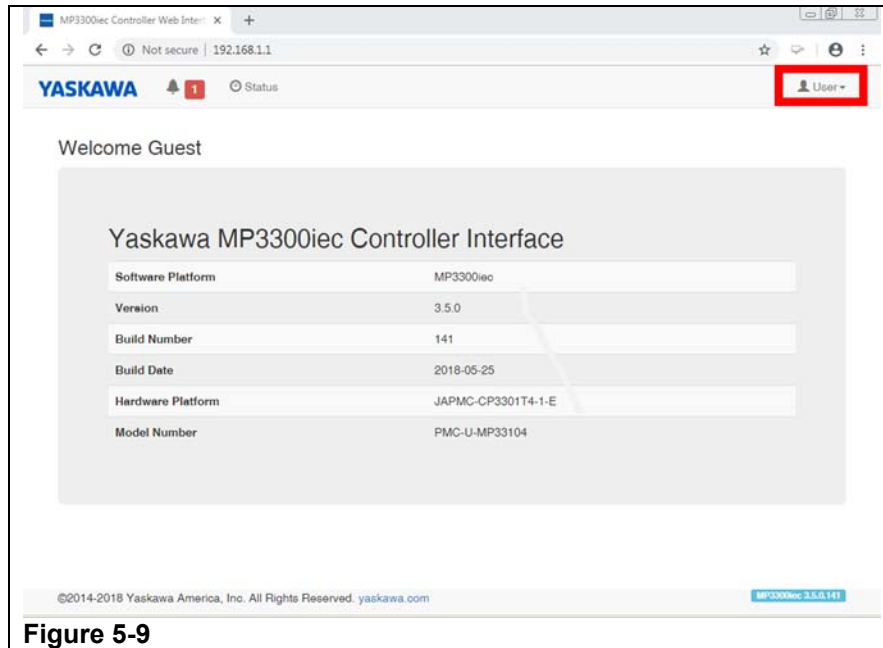 MP3300iec Controller Web Inter
Not secure | 192.168.1.1
YASKAWA 1 Status User
Welcome Guest
Yaskawa MP3300iec Controller Interface
Software Platform MP3300iec
Version 3.5.0
Build Number 141
Build Date 2018-05-25
Hardware Platform JAPMC-CP3301T4-1-E
Model Number PMC-U-MP33104
©2014-2018 Yaskawa America, Inc. All Rights Reserved. yaskawa.com MP3300iec 3.5.0.141
Figure 5-9